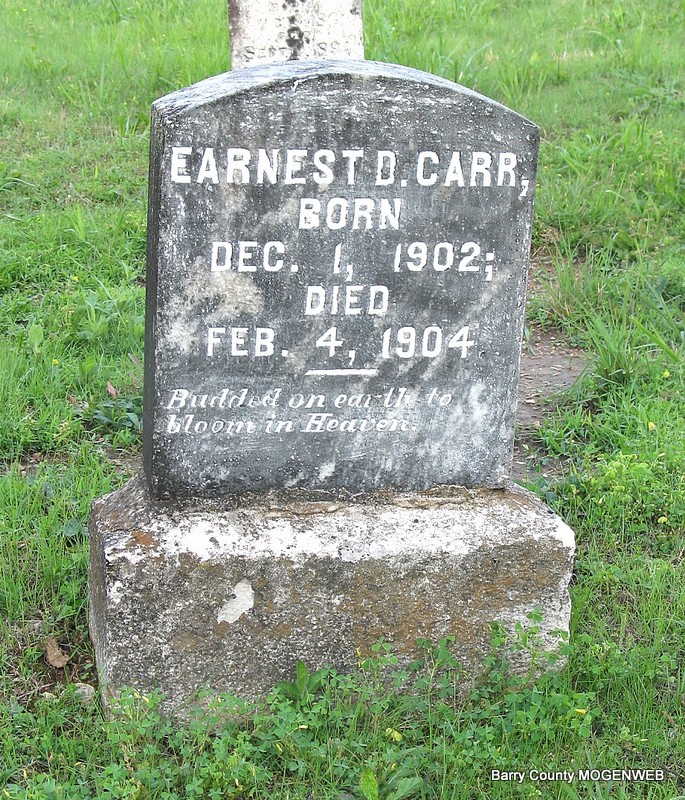 EARNEST D. CARR,
BORN
DEC. 1, 1902;
DIED
FEB. 4, 1904
Budded on earth to
bloom in Heaven.
Barry County MOGENWEB